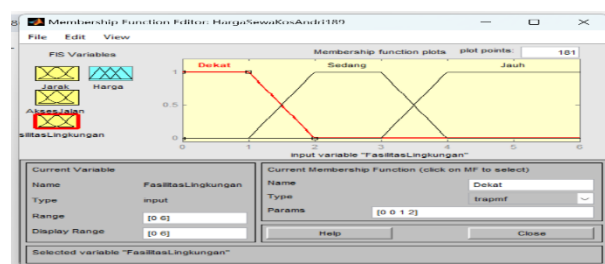 Membership Function Editor: HargaSewaKosAndri189
File Edit View
FIS Variables
Membership function plots plot points: 181
Jarak Harga
AksesJalan
silitasLingkungan
Dekat Sedang Jauh
1
0.5
0
0 1 2 3 4 5 6
input variable "FasilitasLingkungan"
Current Variable
Name FasilitasLingkungan
Type input
Range [0 6]
Display Range [0 6]
Current Membership Function (click on MF to select)
Name Dekat
Type trapmf
Params [0 0 1 2]
Help Close
Selected variable "FasilitasLingkungan"